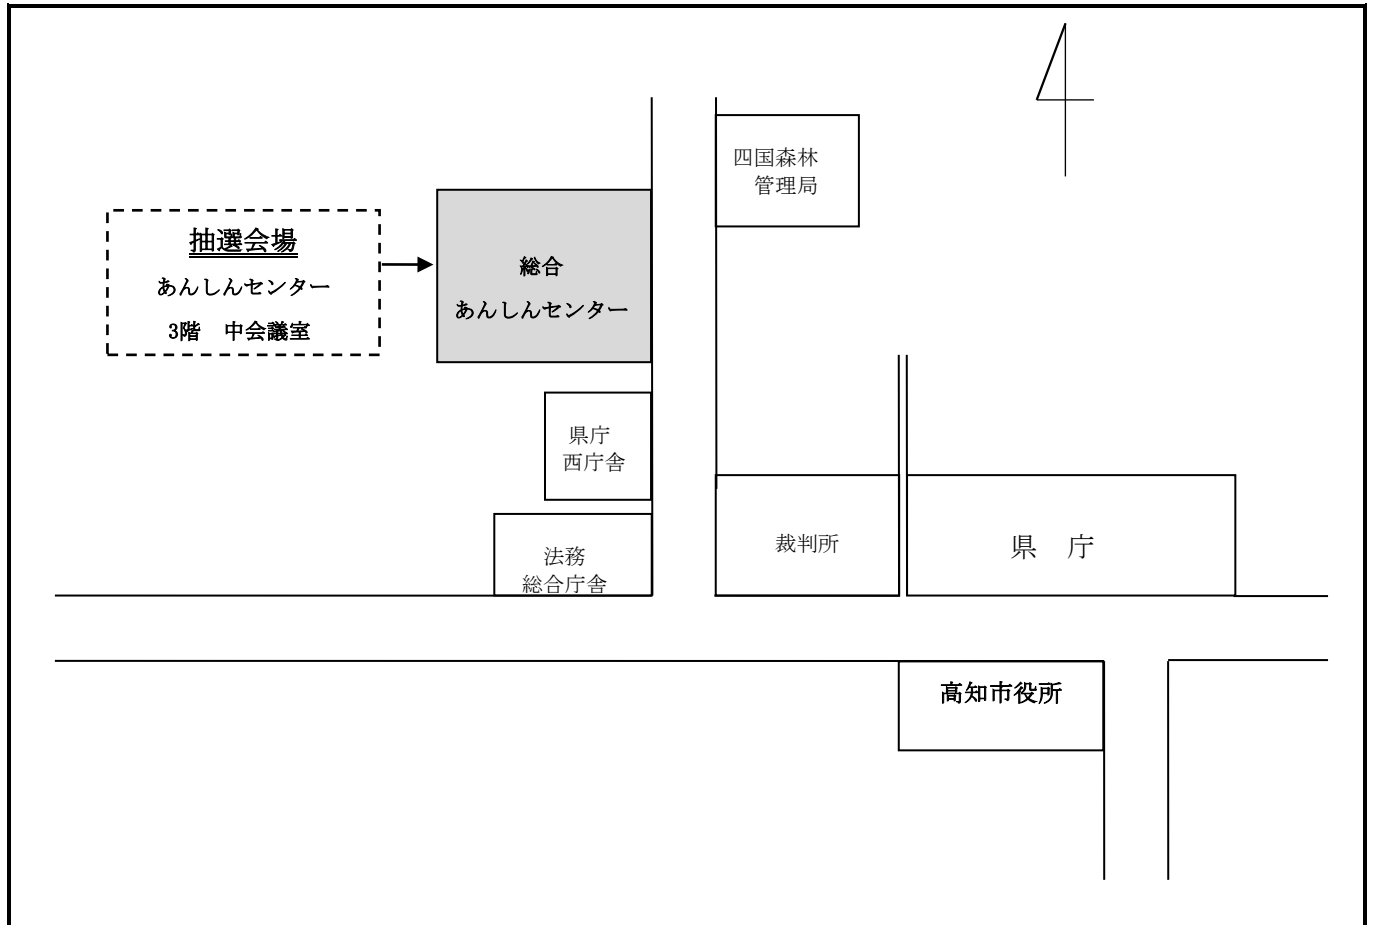 四国森林
管理局
抽選会場
あんしんセンター
3階　中会議室
総合
あんしんセンター
県庁
西庁舎
法務
総合庁舎
裁判所
県　庁
高知市役所